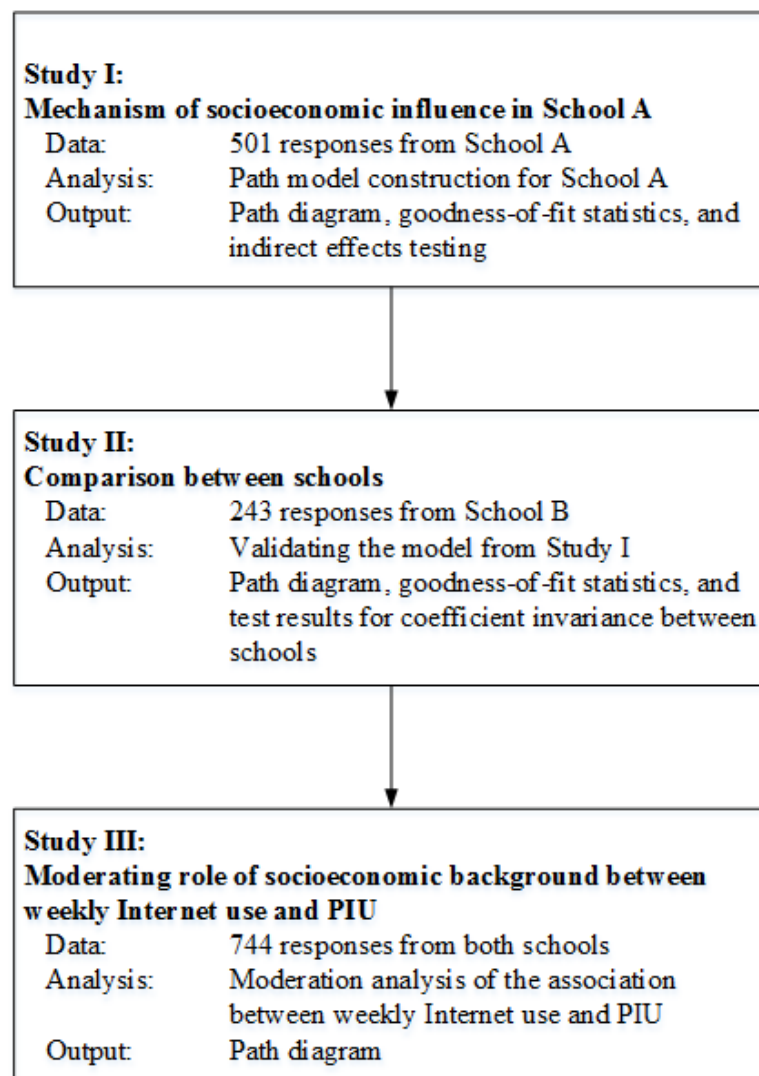 Study I:
Mechanism of socioeconomic influence in School A
Data: 501 responses from School A
Analysis: Path model construction for School A
Output: Path diagram, goodness-of-fit statistics, and
indirect effects testing
Study II:
Comparison between schools
Data: 243 responses from School B
Analysis: Validating the model from Study I
Output: Path diagram, goodness-of-fit statistics, and
test results for coefficient invariance between
schools
Study III:
Moderating role of socioeconomic background between
weekly Internet use and PIU
Data: 744 responses from both schools
Analysis: Moderation analysis of the association
between weekly Internet use and PIU
Output: Path diagram